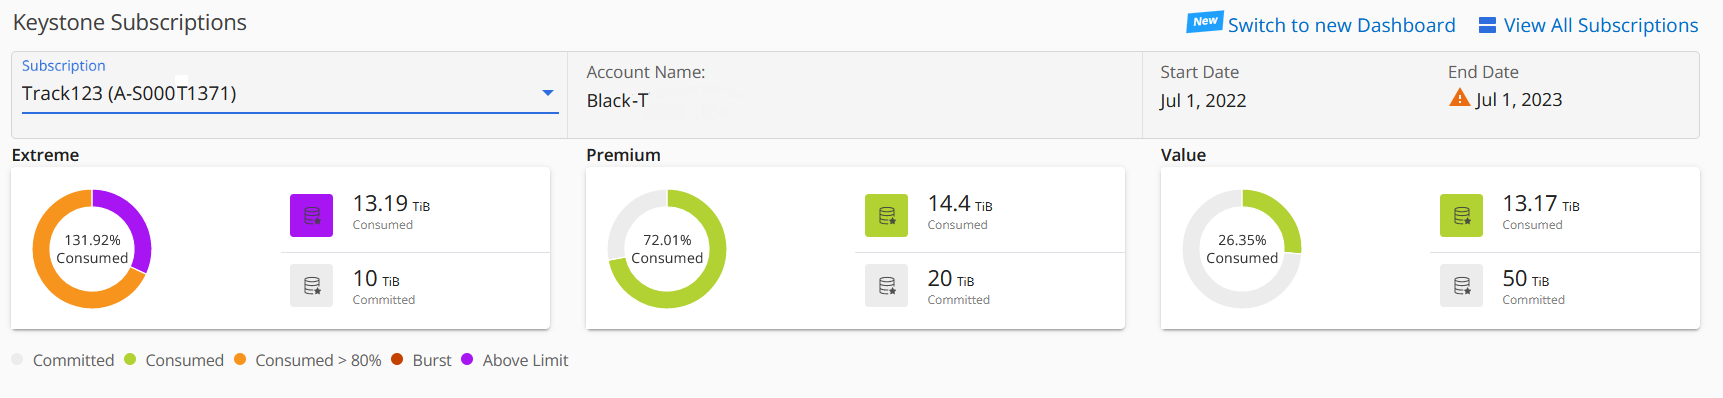 Keystone Subscriptions
New Switch to new Dashboard
View All Subscriptions
Subscription
Track123 (A-S000T1371)
Account Name:
Black-T
Start Date
Jul 1, 2022
End Date
Jul 1, 2023
Extreme
131.92%
Consumed
13.19 TiB
Consumed
10 TiB
Committed
Premium
72.01%
Consumed
14.4 TiB
Consumed
20 TiB
Committed
Value
26.35%
Consumed
13.17 TiB
Consumed
50 TiB
Committed
Committed Consumed Consumed > 80% Burst Above Limit